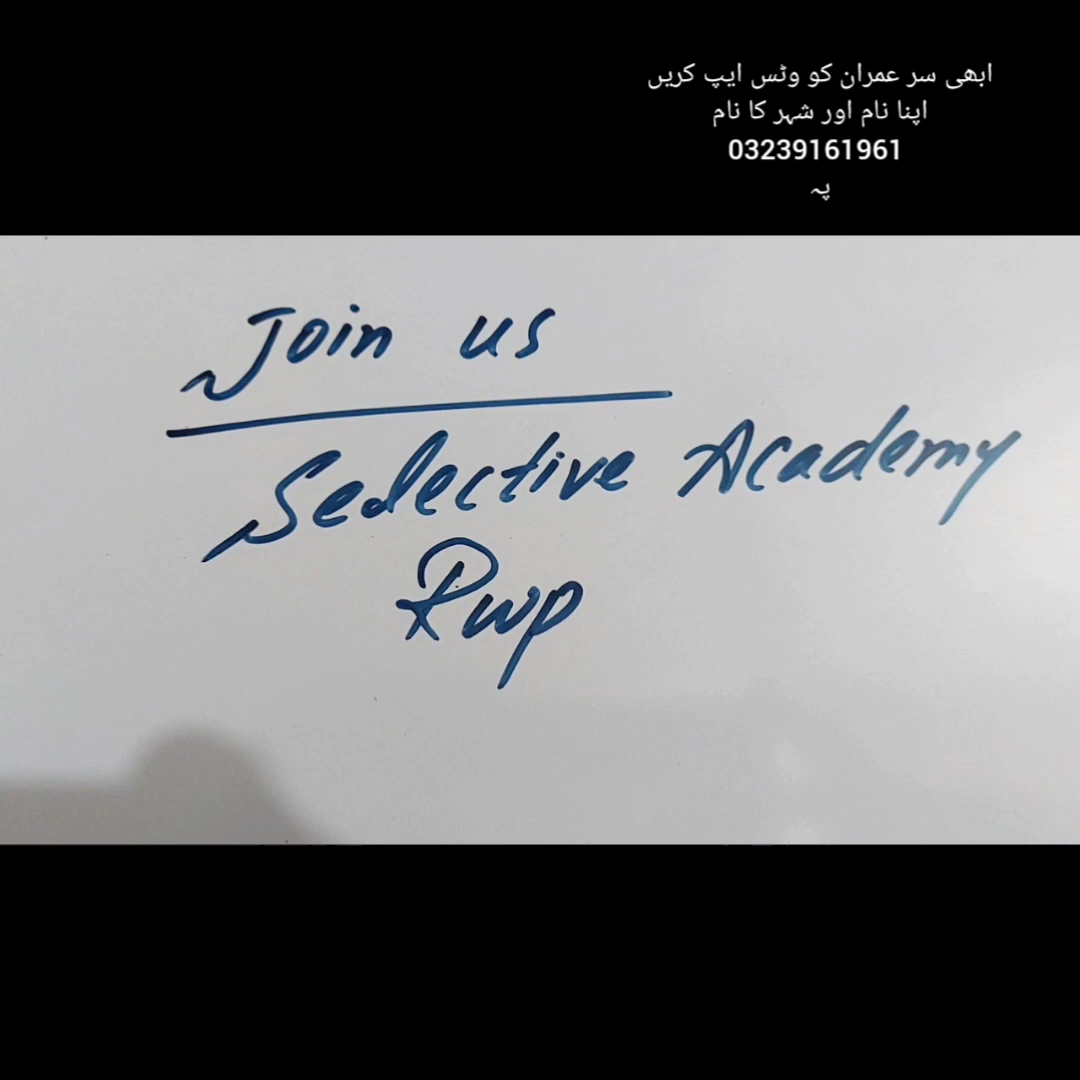 ابھی سر عمران کو وٹس ایپ کریں
اپنا نام اور شہر کا نام
03239161961
پہ
Join us
Selective Academy
Rwp